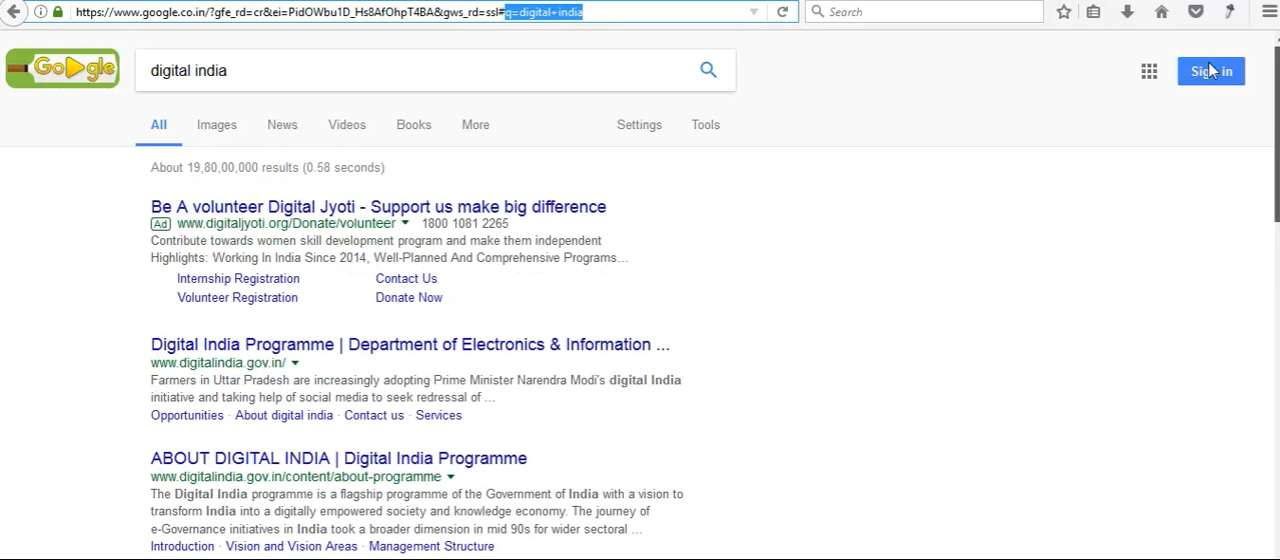 https://www.google.co.in/?gfe_rd=cr&ei=PidOWbu1D_Hs8AfOhpT4BA&gws_rd=ssl#q=digital+india
Search
Google
digital india
Sign in
All Images News Videos Books More Settings Tools
About 19,80,00,000 results (0.58 seconds)
Be A volunteer Digital Jyoti - Support us make big difference
Ad www.digitaljyoti.org/Donate/volunteer 1800 1081 2265
Contribute towards women skill development program and make them independent
Highlights: Working In India Since 2014, Well-Planned And Comprehensive Programs…
Internship Registration Contact Us
Volunteer Registration Donate Now
Digital India Programme | Department of Electronics & Information ...
www.digitalindia.gov.in/
Farmers in Uttar Pradesh are increasingly adopting Prime Minister Narendra Modi's digital India
initiative and taking help of social media to seek redressal of ...
Opportunities · About digital india · Contact us · Services
ABOUT DIGITAL INDIA | Digital India Programme
www.digitalindia.gov.in/content/about-programme
The Digital India programme is a flagship programme of the Government of India with a vision to
transform India into a digitally empowered society and knowledge economy. The journey of
e-Governance initiatives in India took a broader dimension in mid 90s for wider sectoral ...
Introduction · Vision and Vision Areas · Management Structure